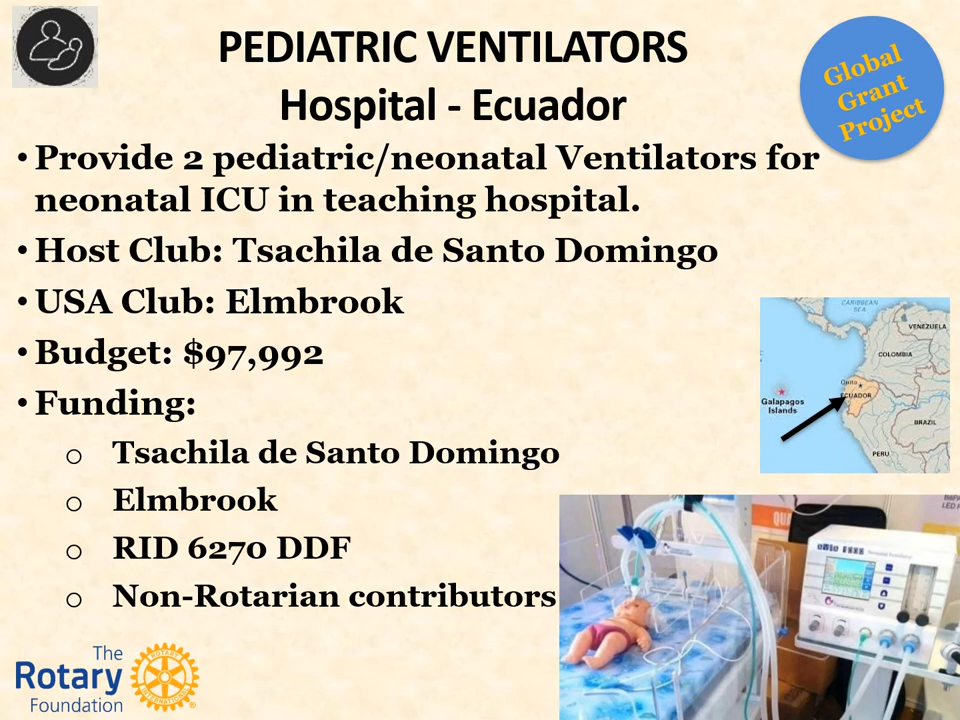 PEDIATRIC VENTILATORS
Hospital - Ecuador
Global
Grant
Project
• Provide 2 pediatric/neonatal Ventilators for
neonatal ICU in teaching hospital.
• Host Club: Tsachila de Santo Domingo
• USA Club: Elmbrook
• Budget: $97,992
• Funding:
o Tsachila de Santo Domingo
o Elmbrook
o RID 6270 DDF
o Non-Rotarian contributors
CARIBBEAN
SEA
VENEZUELA
COLOMBIA
Quito
ECUADOR
Galapagos
Islands
BRAZIL
PERU
The
Rotary
Foundation
ROTARY
INTERNATIONAL